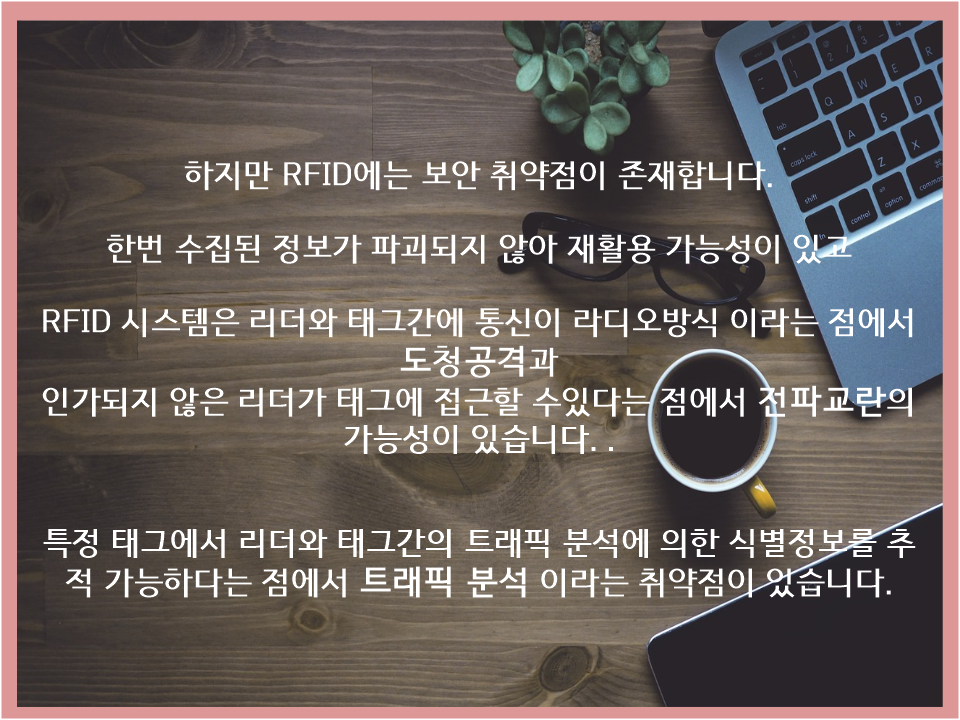 하지만 RFID에는 보안 취약점이 존재합니다.
한번 수집된 정보가 파괴되지 않아 재활용 가능성이 있고
RFID 시스템은 리더와 태그간에 통신이 라디오방식 이라는 점에서
도청공격과
인가되지 않은 리더가 태그에 접근할 수있다는 점에서 전파교란의
가능성이 있습니다. .
특정 태그에서 리더와 태그간의 트래픽 분석에 의한 식별정보를 추
적 가능하다는 점에서 트래픽 분석 이라는 취약점이 있습니다.